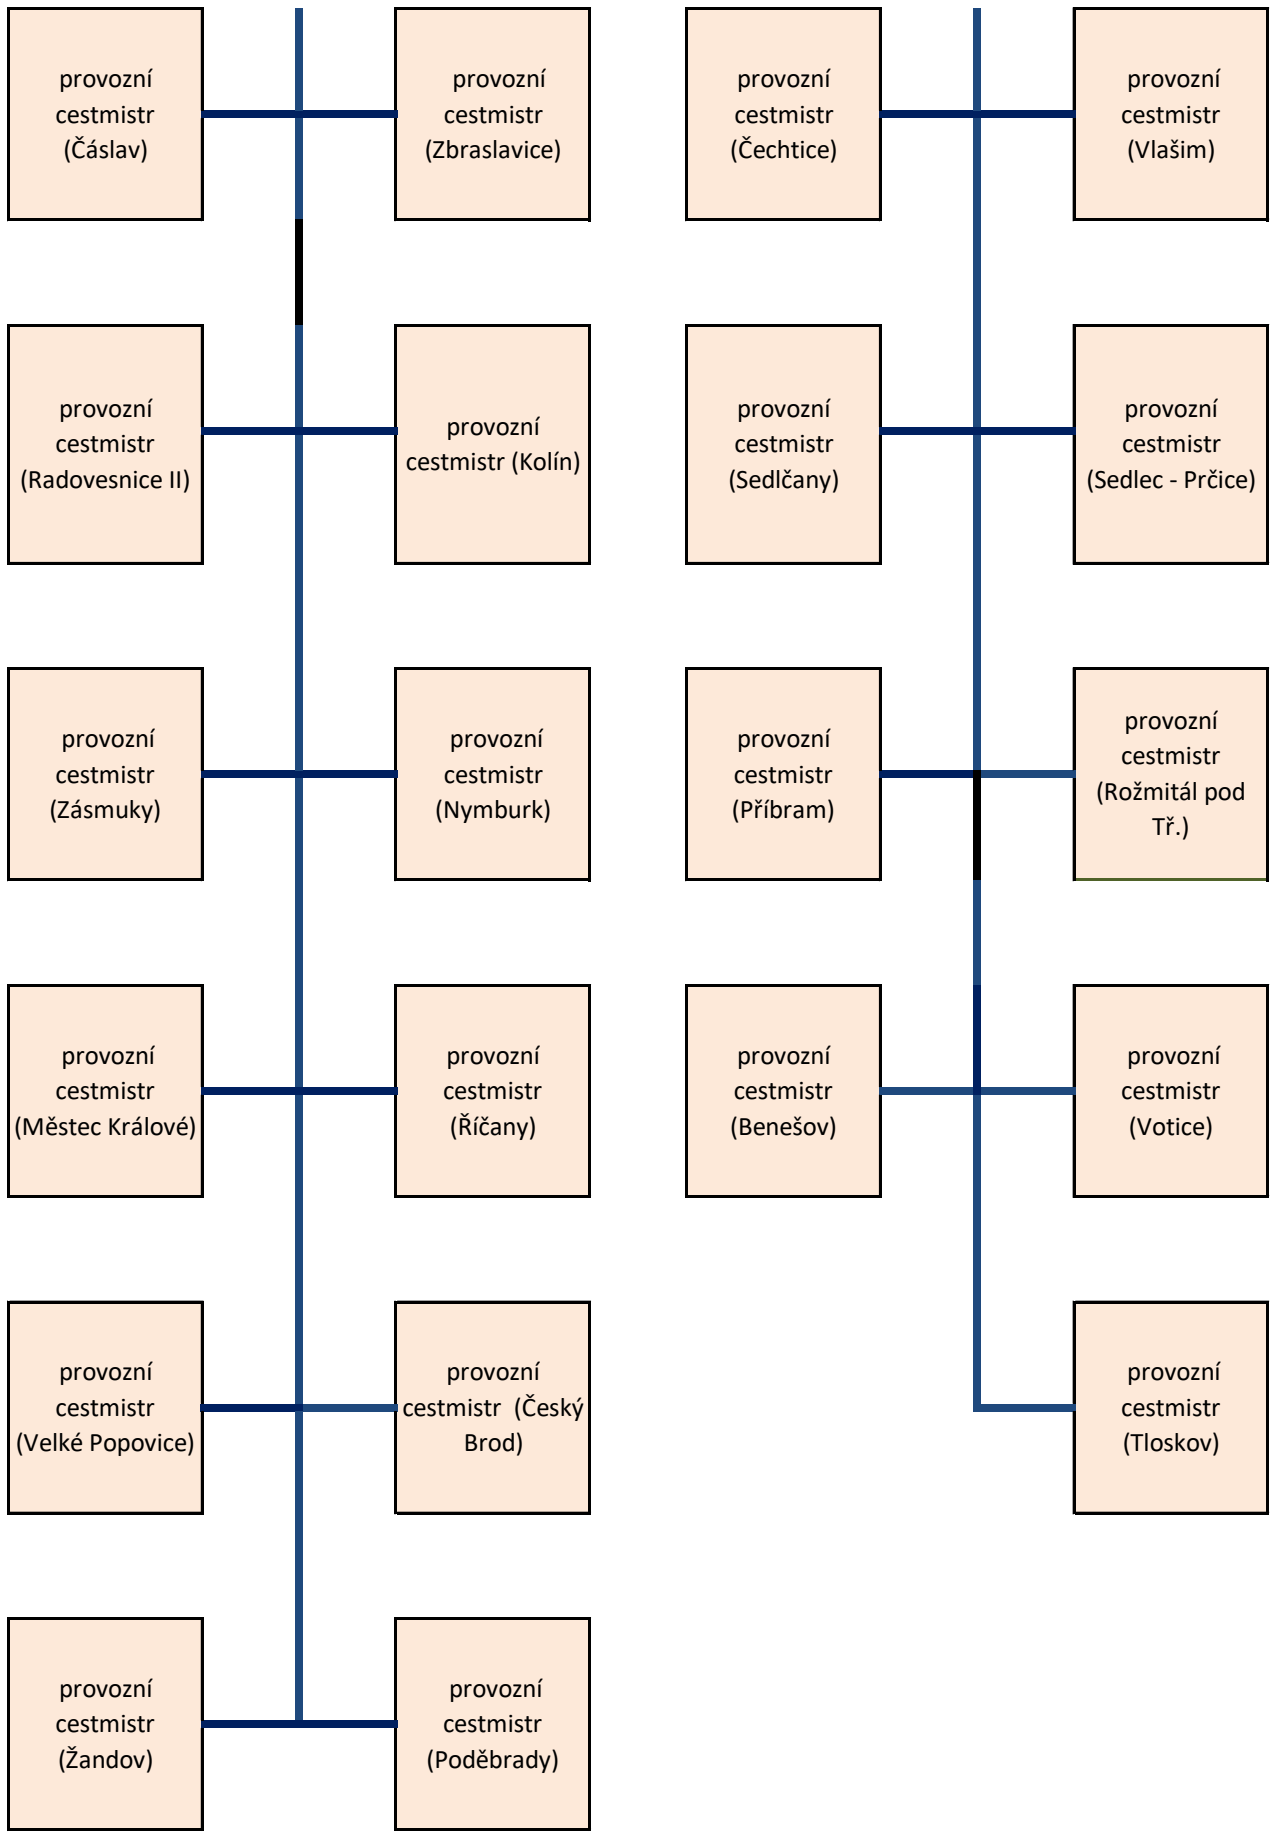 provozní
cestmistr
(Čáslav)
provozní
cestmistr
(Zbraslavice)
provozní
cestmistr
(Čechtice)
provozní
cestmistr
(Vlašim)
provozní
cestmistr
(Radovesnice II)
provozní
cestmistr (Kolín)
provozní
cestmistr
(Sedlčany)
provozní
cestmistr
(Sedlec - Prčice)
provozní
cestmistr
(Zásmuky)
provozní
cestmistr
(Nymburk)
provozní
cestmistr
(Příbram)
provozní
cestmistr
(Rožmitál pod
Tř.)
provozní
cestmistr
(Městec Králové)
provozní
cestmistr
(Říčany)
provozní
cestmistr
(Benešov)
provozní
cestmistr
(Votice)
provozní
cestmistr
(Velké Popovice)
provozní
cestmistr  (Český
Brod)
provozní
cestmistr
(Tloskov)
provozní
cestmistr
(Žandov)
provozní
cestmistr
(Poděbrady)